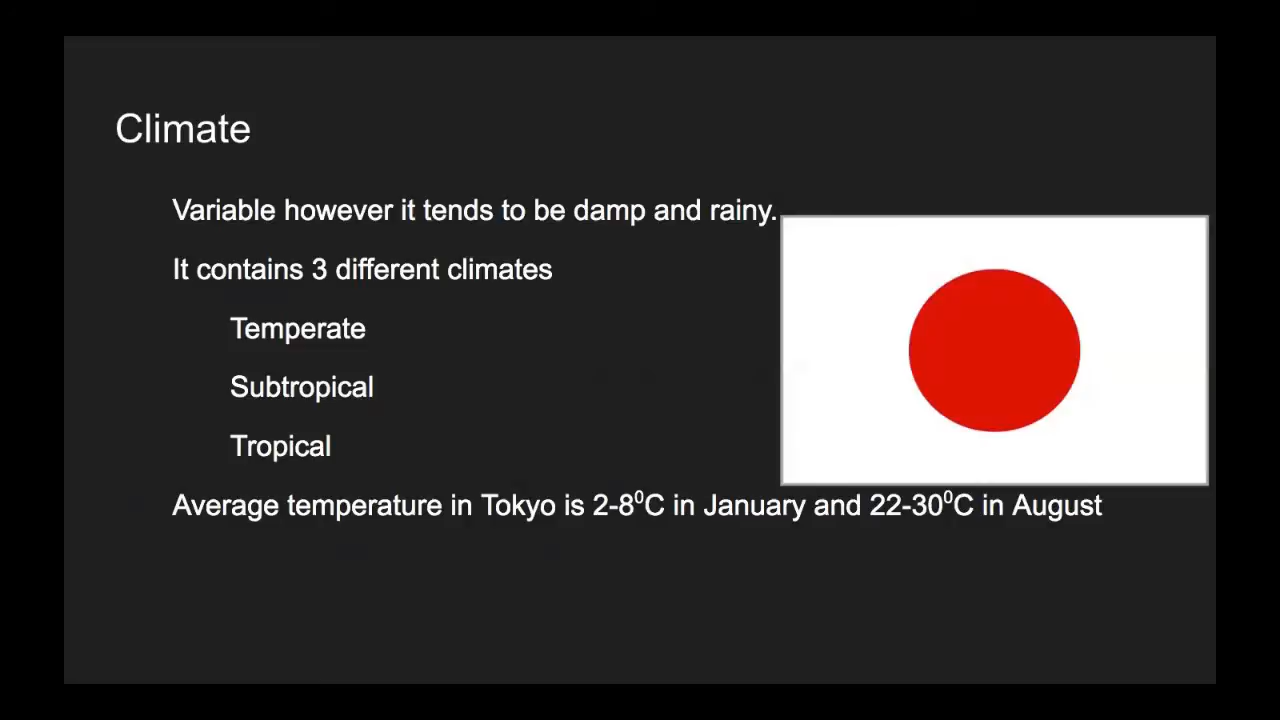 Climate
Variable however it tends to be damp and rainy.
It contains 3 different climates
Temperate
Subtropical
Tropical
Average temperature in Tokyo is 2-8⁰C in January and 22-30⁰C in August